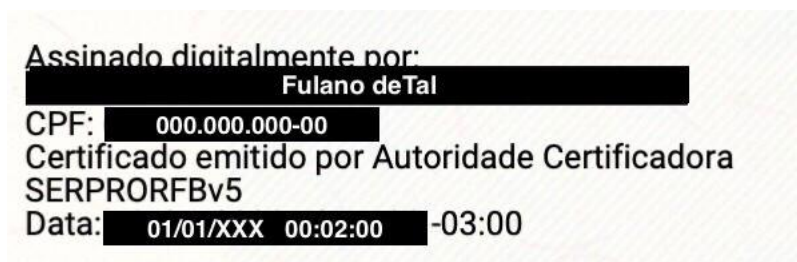 Assinado digitalmente por:
Fulano deTal
CPF: 000.000.000-00
Certificado emitido por Autoridade Certificadora
SERPRORFBv5
Data: 01/01/XXX 00:02:00 -03:00